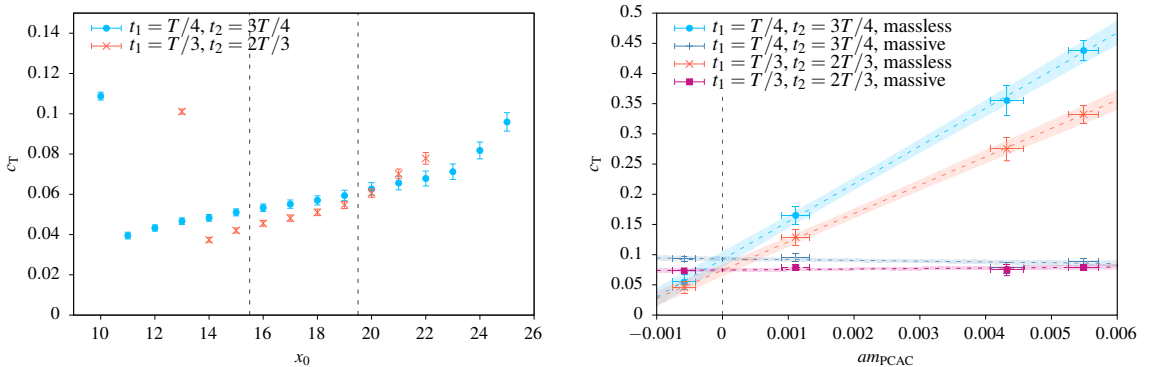 0.14
0.12
0.1
0.08
0.06
0.04
0.02
0
c_T
t₁ = T/4, t₂ = 3T/4
t₁ = T/3, t₂ = 2T/3
10 12 14 16 18 20 22 24 26
x₀
0.5
0.45
0.4
0.35
0.3
0.25
0.2
0.15
0.1
0.05
0
c_T
t₁ = T/4, t₂ = 3T/4, massless
t₁ = T/4, t₂ = 3T/4, massive
t₁ = T/3, t₂ = 2T/3, massless
t₁ = T/3, t₂ = 2T/3, massive
−0.001 0 0.001 0.002 0.003 0.004 0.005 0.006
am_PCAC